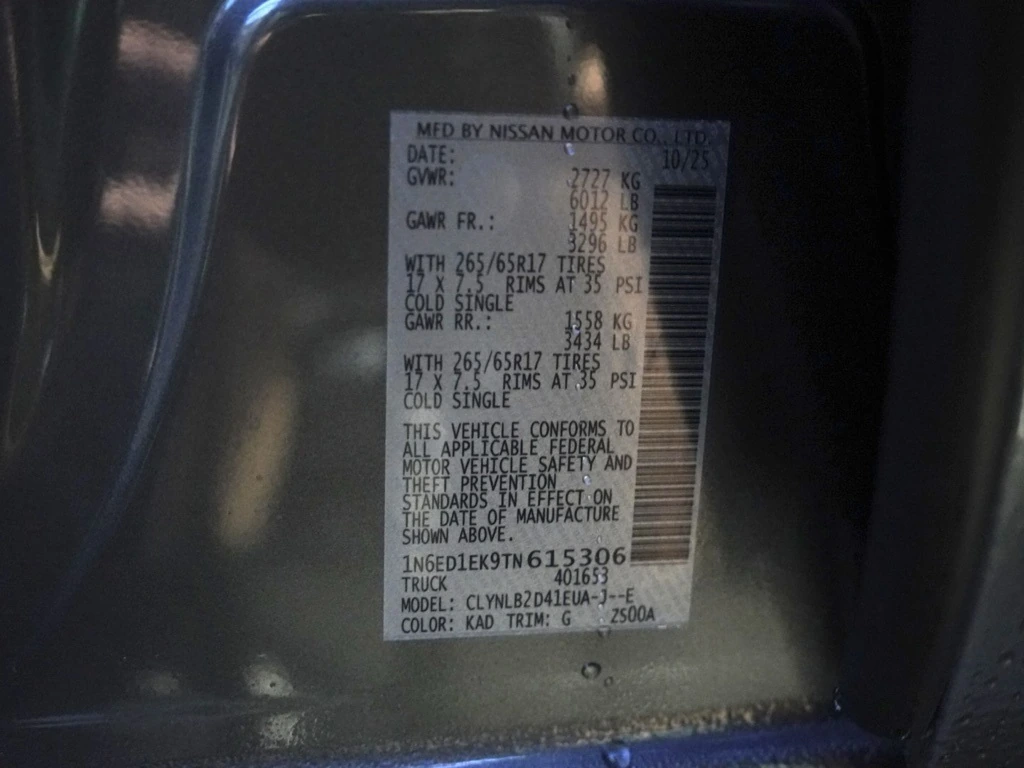 MFD BY NISSAN MOTOR CO., LTD.
DATE: 10/25
GVWR: 2727 KG
6012 LB
GAWR FR.: 1495 KG
3296 LB
WITH 265/65R17 TIRES
17 X 7.5 RIMS AT 35 PSI
COLD SINGLE
GAWR RR.: 1558 KG
3434 LB
WITH 265/65R17 TIRES
17 X 7.5 RIMS AT 35 PSI
COLD SINGLE
THIS VEHICLE CONFORMS TO
ALL APPLICABLE FEDERAL
MOTOR VEHICLE SAFETY AND
THEFT PREVENTION
STANDARDS IN EFFECT ON
THE DATE OF MANUFACTURE
SHOWN ABOVE.
1N6ED1EK9TN615306
TRUCK 401653
MODEL: CLYNLB2D41EUA-J--E
COLOR: KAD TRIM: G ZS00A